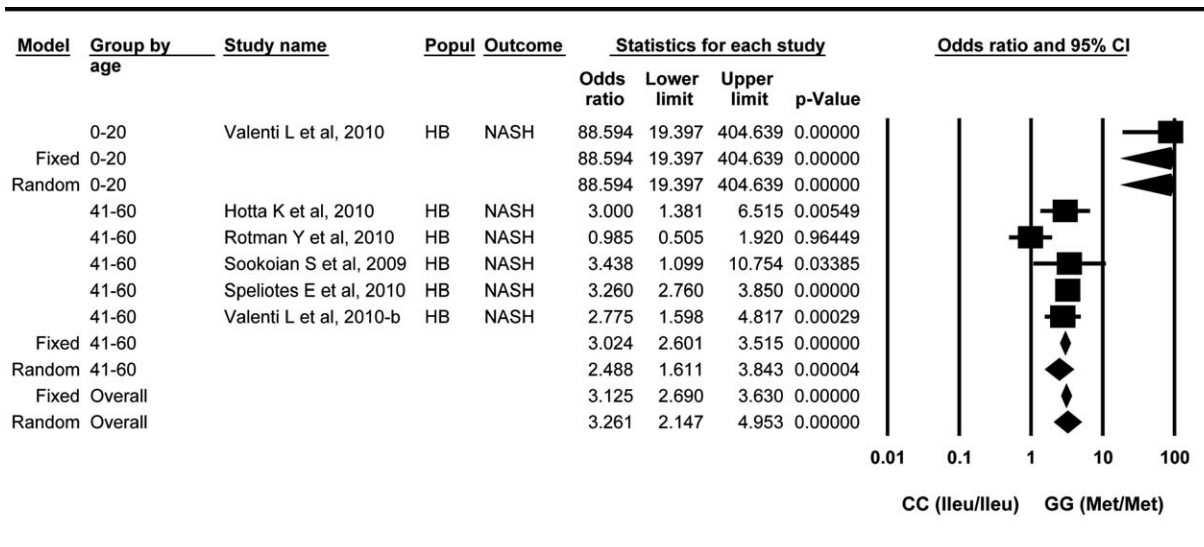 Model Group by age Study name Popul Outcome Statistics for each study Odds ratio and 95% CI
Odds ratio Lower limit Upper limit p-Value
0-20 Valenti L et al, 2010 HB NASH 88.594 19.397 404.639 0.00000
Fixed 0-20 88.594 19.397 404.639 0.00000
Random 0-20 88.594 19.397 404.639 0.00000
41-60 Hotta K et al, 2010 HB NASH 3.000 1.381 6.515 0.00549
41-60 Rotman Y et al, 2010 HB NASH 0.985 0.505 1.920 0.96449
41-60 Sookoian S et al, 2009 HB NASH 3.438 1.099 10.754 0.03385
41-60 Speliotes E et al, 2010 HB NASH 3.260 2.760 3.850 0.00000
41-60 Valenti L et al, 2010-b HB NASH 2.775 1.598 4.817 0.00029
Fixed 41-60 3.024 2.601 3.515 0.00000
Random 41-60 2.488 1.611 3.843 0.00004
Fixed Overall 3.125 2.690 3.630 0.00000
Random Overall 3.261 2.147 4.953 0.00000
0.01 0.1 1 10 100
CC (Ileu/Ileu) GG (Met/Met)